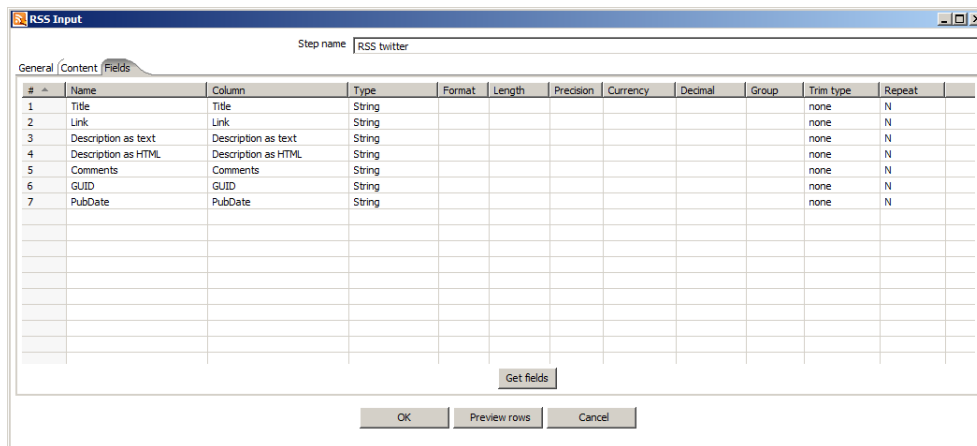 RSS Input
Step name RSS twitter
General Content Fields
# Name Column Type Format Length Precision Currency Decimal Group Trim type Repeat
1 Title Title String none N
2 Link Link String none N
3 Description as text Description as text String none N
4 Description as HTML Description as HTML String none N
5 Comments Comments String none N
6 GUID GUID String none N
7 PubDate PubDate String none N
Get fields
OK Preview rows Cancel